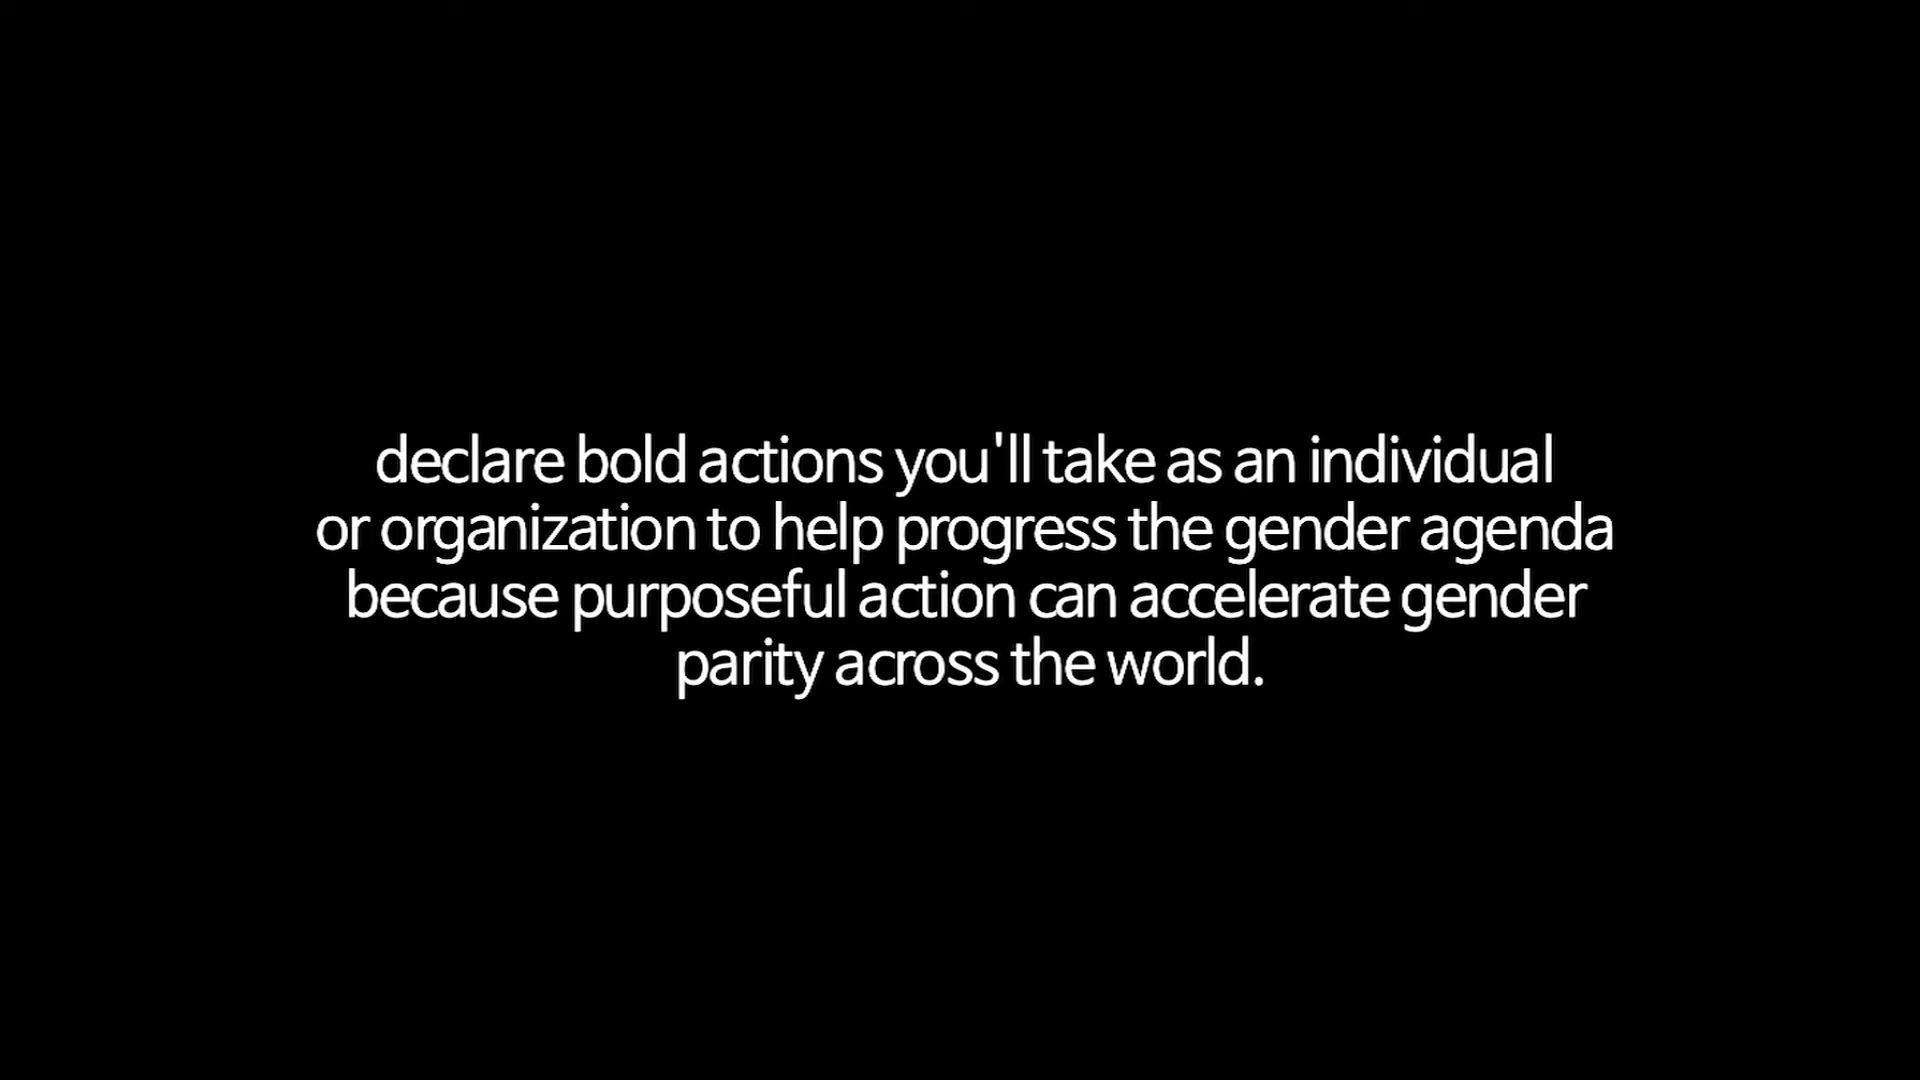 declare bold actions you'll take as an individual
or organization to help progress the gender agenda
because purposeful action can accelerate gender
parity across the world.